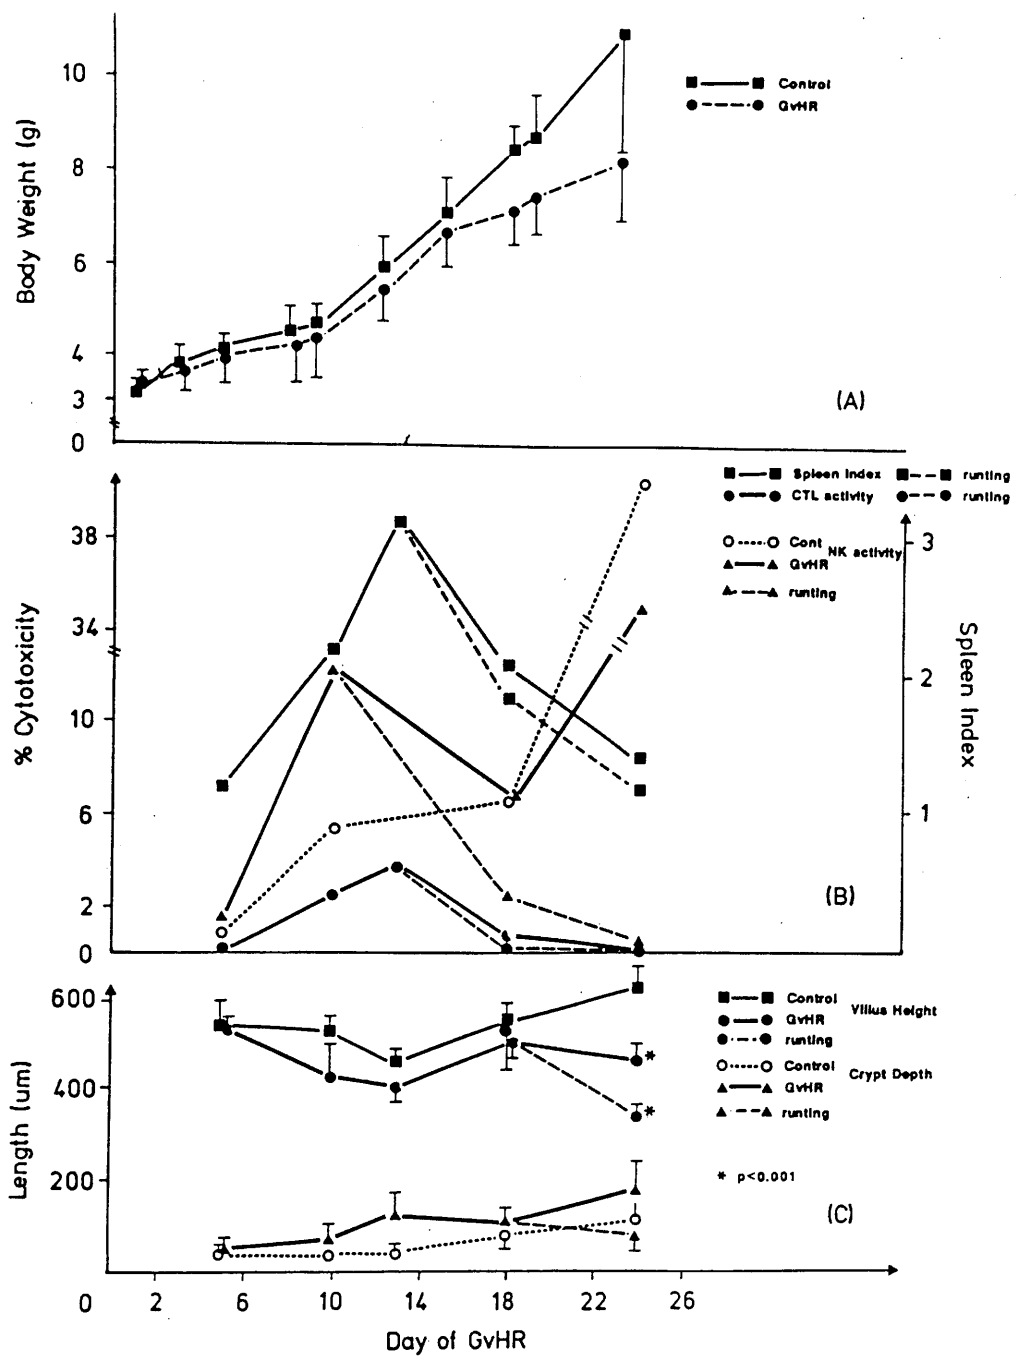 10
8
6
4
3
0
Body Weight (g)
Control
GvHR
(A)
Spleen Index
runting
CTL activity
runting
Cont
NK activity
GvHR
runting
38
34
10
6
2
0
% Cytotoxicity
3
2
1
Spleen Index
(B)
600
400
200
Length (um)
Control
Villus Height
GvHR
runting
Control
Crypt Depth
GvHR
runting
* p<0.001
*
*
(C)
0 2 6 10 14 18 22 26
Day of GvHR